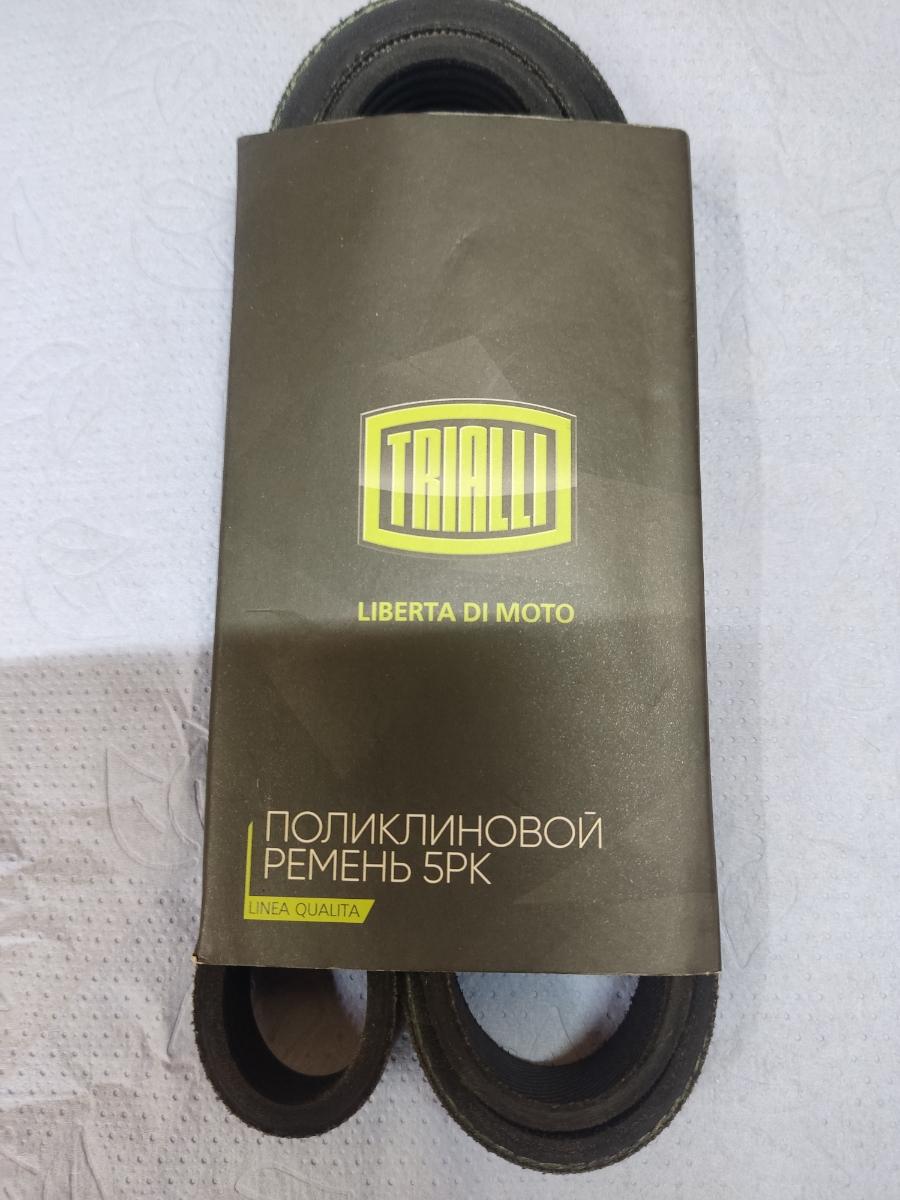 TRIALLI
LIBERTA DI MOTO
ПОЛИКЛИНОВОЙ
РЕМЕНЬ 5PK
LINEA QUALITA